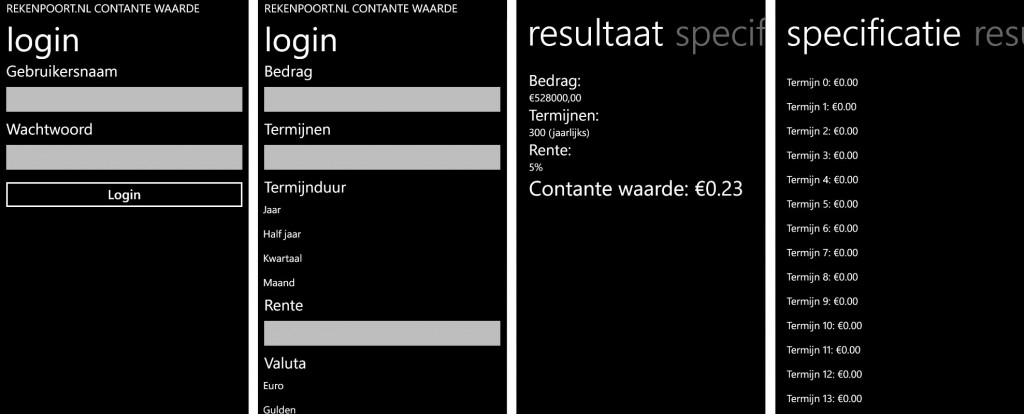 REKENPOORT.NL CONTANTE WAARDE
login
Gebruikersnaam
Wachtwoord
Login
REKENPOORT.NL CONTANTE WAARDE
login
Bedrag
Termijnen
Termijnduur
Jaar
Half jaar
Kwartaal
Maand
Rente
Valuta
Euro
Gulden
resultaat specif
Bedrag:
€528000,00
Termijnen:
300 (jaarlijks)
Rente:
5%
Contante waarde: €0.23
specificatie resu
Termijn 0: €0.00
Termijn 1: €0.00
Termijn 2: €0.00
Termijn 3: €0.00
Termijn 4: €0.00
Termijn 5: €0.00
Termijn 6: €0.00
Termijn 7: €0.00
Termijn 8: €0.00
Termijn 9: €0.00
Termijn 10: €0.00
Termijn 11: €0.00
Termijn 12: €0.00
Termijn 13: €0.00